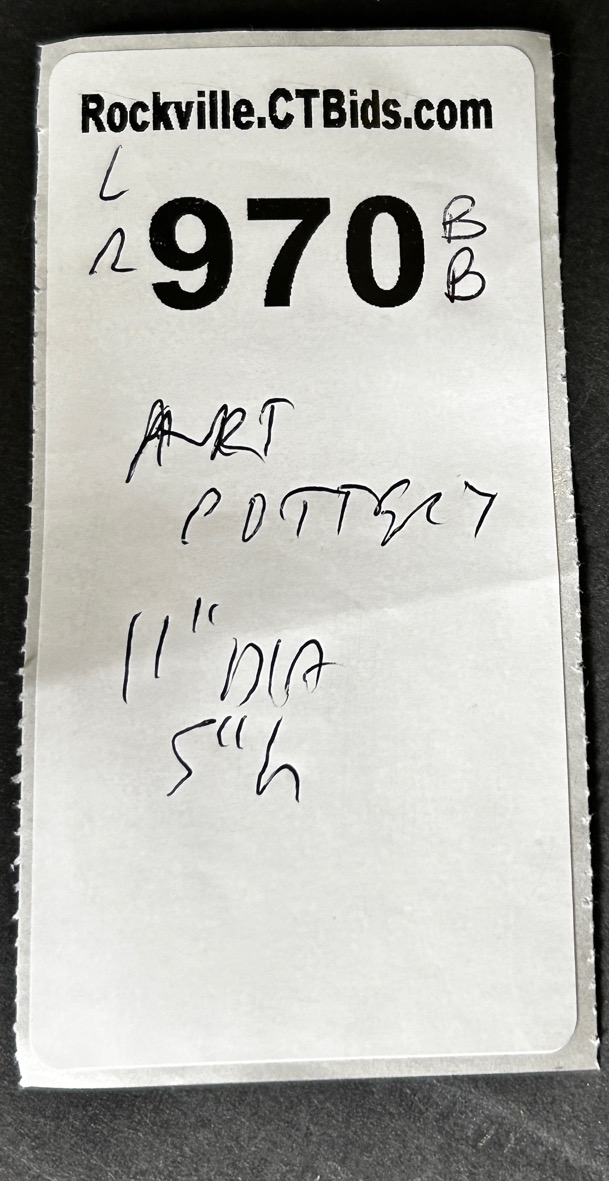 Rockville.CTBids.com
L
R 970 B
B
ART
POTTERY
11" DIA
5"h